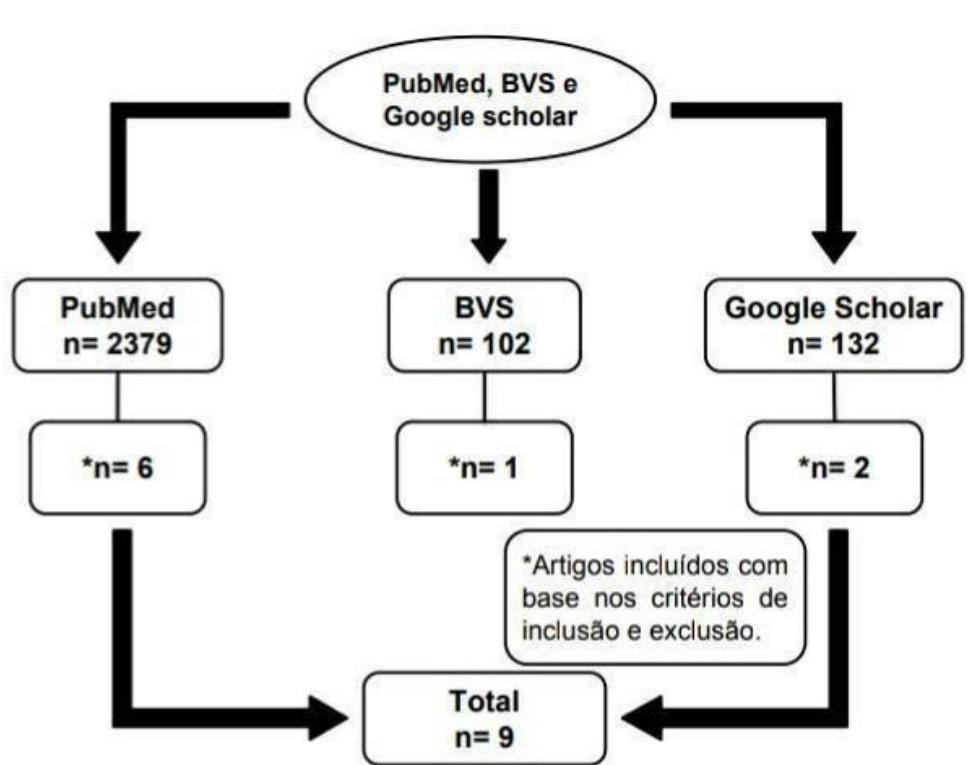 PubMed, BVS e
Google scholar
PubMed
n= 2379
BVS
n= 102
Google Scholar
n= 132
*n= 6
*n= 1
*n= 2
*Artigos incluídos com
base nos critérios de
inclusão e exclusão.
Total
n= 9